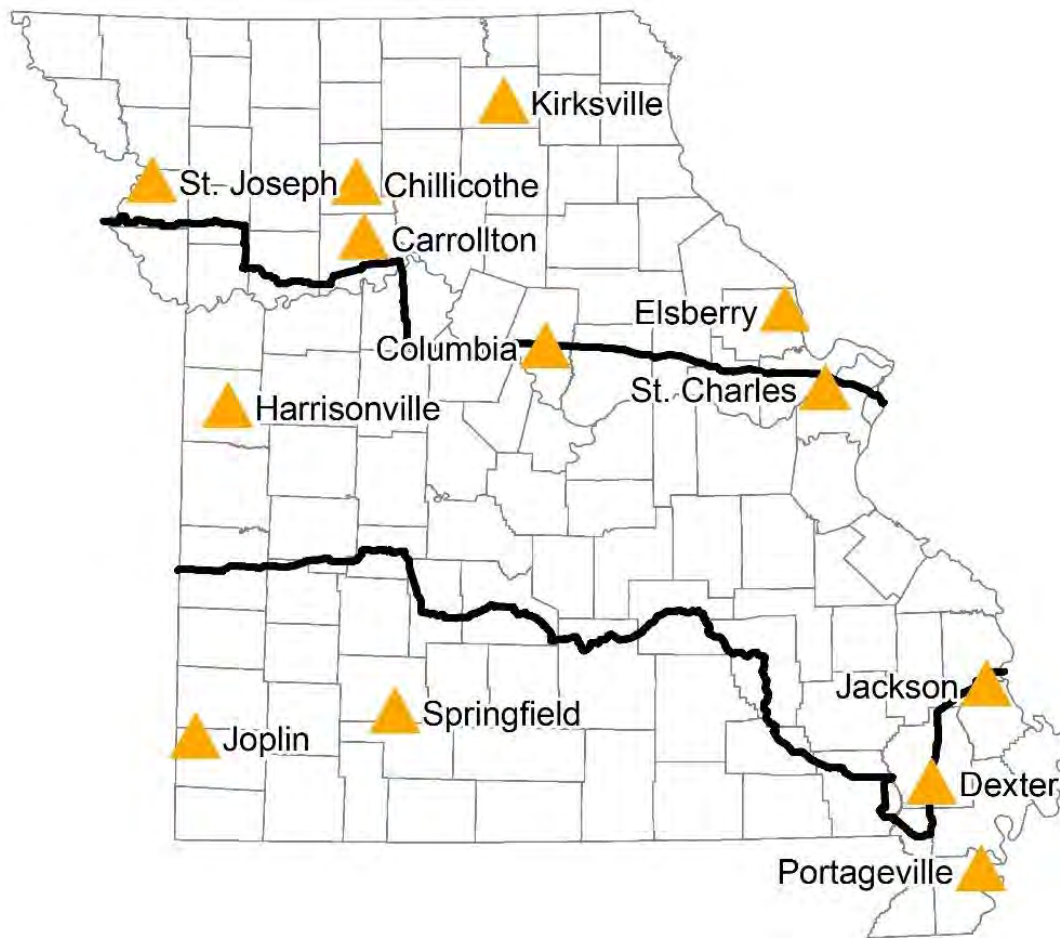 Kirksville
St. Joseph
Chillicothe
Carrollton
Elsberry
Columbia
St. Charles
Harrisonville
Jackson
Springfield
Joplin
Dexter
Portageville